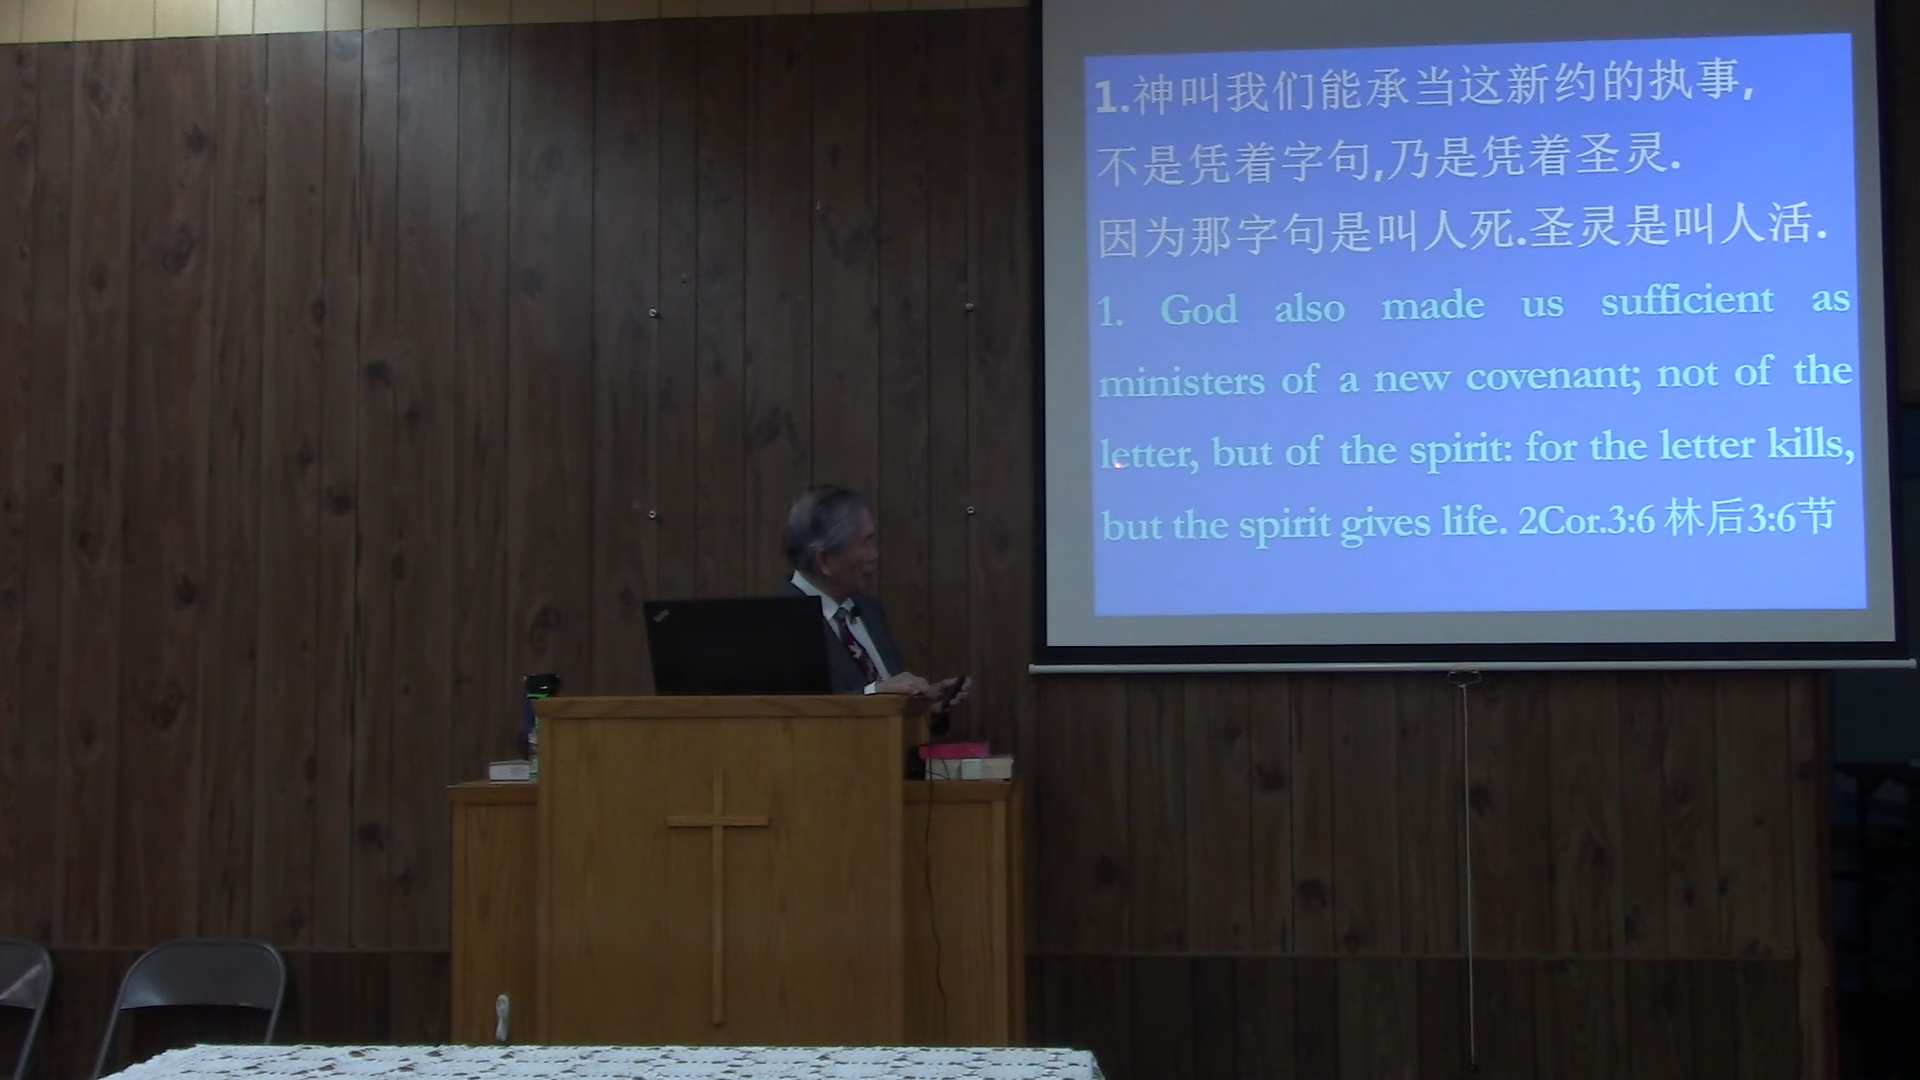 1.神叫我们能承当这新约的执事,
不是凭着字句,乃是凭着圣灵.
因为那字句是叫人死.圣灵是叫人活.
1. God also made us sufficient as
ministers of a new covenant; not of the
letter, but of the spirit: for the letter kills,
but the spirit gives life. 2Cor.3:6 林后3:6节